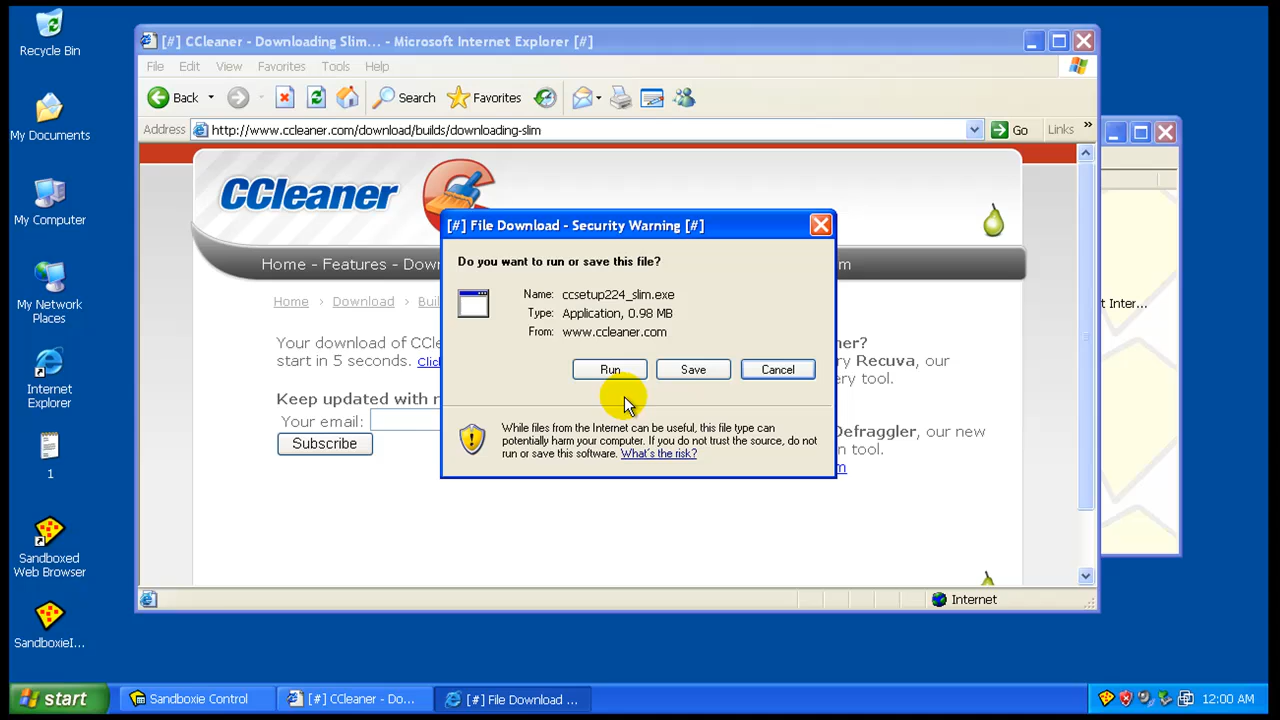 Recycle Bin
My Documents
My Computer
My Network
Places
Internet
Explorer
1
Sandboxed
Web Browser
SandboxieI...
[#] CCleaner - Downloading Slim... - Microsoft Internet Explorer [#]
File Edit View Favorites Tools Help
Back Search Favorites
Address http://www.ccleaner.com/download/builds/downloading-slim Go Links »
CCleaner
Home - Features - Dow m
Home › Download › Buil
Your download of CCle
start in 5 seconds. Clic
Keep updated with n
Your email:
Subscribe
ner?
ry Recuva, our
ery tool.
Defraggler, our new
n tool.
m
t Inter...
[#] File Download - Security Warning [#]
Do you want to run or save this file?
Name: ccsetup224_slim.exe
Type: Application, 0.98 MB
From: www.ccleaner.com
Run Save Cancel
While files from the Internet can be useful, this file type can
potentially harm your computer. If you do not trust the source, do not
run or save this software. What's the risk?
Internet
start Sandboxie Control [#] CCleaner - Do... [#] File Download ... 12:00 AM